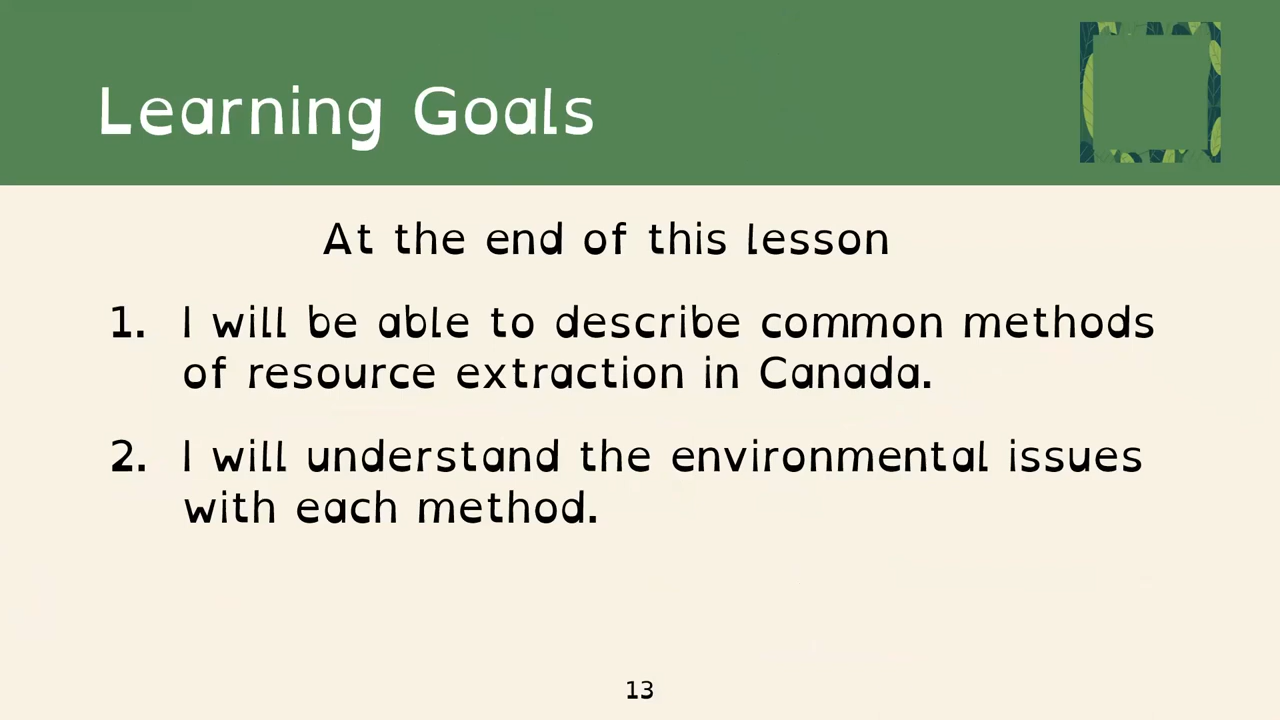 Learning Goals
At the end of this lesson
1. I will be able to describe common methods
of resource extraction in Canada.
2. I will understand the environmental issues
with each method.
13